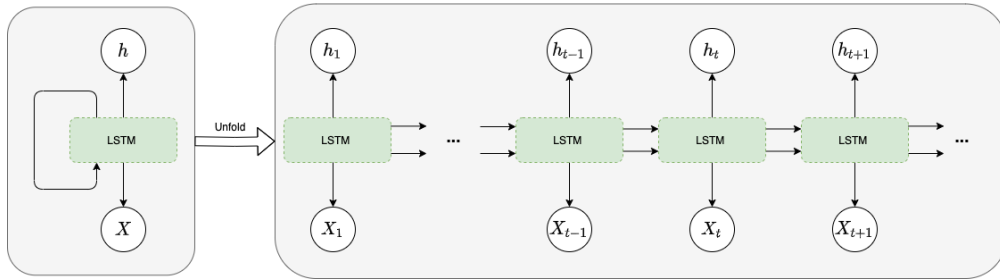 h h₁ hₜ₋₁ hₜ hₜ₊₁
Unfold
LSTM LSTM ... LSTM LSTM LSTM ...
X X₁ Xₜ₋₁ Xₜ Xₜ₊₁